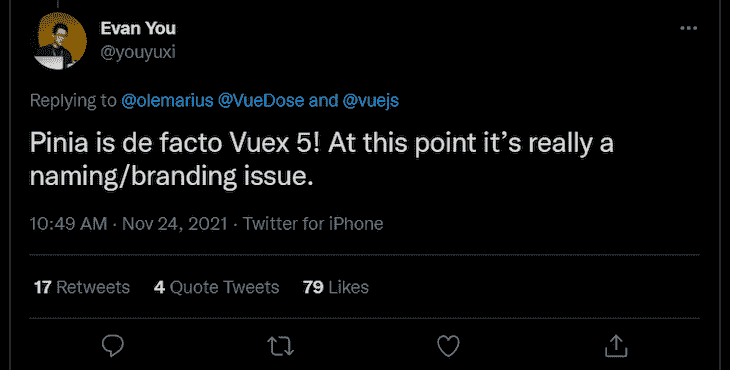 Evan You
@youyuxi
Replying to @olemarius @VueDose and @vuejs
Pinia is de facto Vuex 5! At this point it’s really a
naming/branding issue.
10:49 AM · Nov 24, 2021 · Twitter for iPhone
17 Retweets 4 Quote Tweets 79 Likes